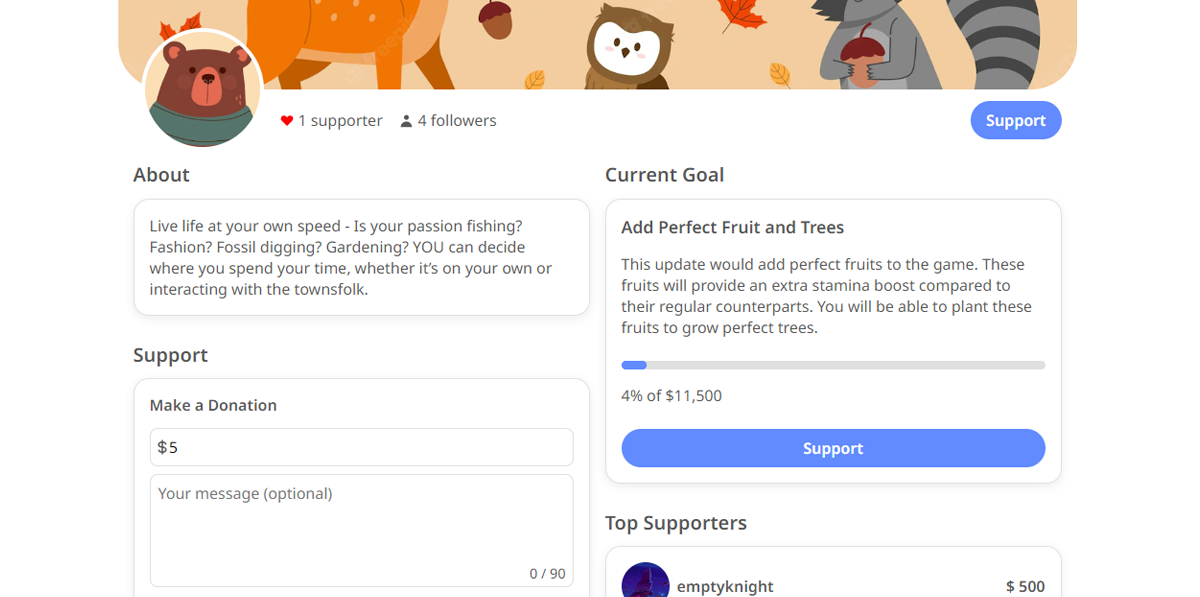 1 supporter
4 followers
Support
About
Live life at your own speed - Is your passion fishing?
Fashion? Fossil digging? Gardening? YOU can decide
where you spend your time, whether it’s on your own or
interacting with the townsfolk.
Support
Make a Donation
$5
Your message (optional)
0 / 90
Current Goal
Add Perfect Fruit and Trees
This update would add perfect fruits to the game. These
fruits will provide an extra stamina boost compared to
their regular counterparts. You will be able to plant these
fruits to grow perfect trees.
4% of $11,500
Support
Top Supporters
emptyknight
$ 500